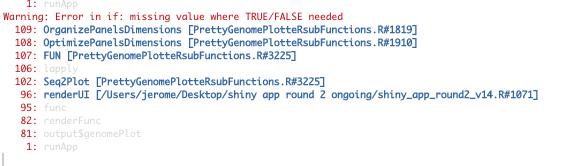 1: runApp
Warning: Error in if: missing value where TRUE/FALSE needed
109: OrganizePanelsDimensions [PrettyGenomePlotteRsubFunctions.R#1819]
108: OptimizePanelsDimensions [PrettyGenomePlotteRsubFunctions.R#1910]
107: FUN [PrettyGenomePlotteRsubFunctions.R#3225]
106: lapply
102: Seq2Plot [PrettyGenomePlotteRsubFunctions.R#3225]
96: renderUI [/Users/jerome/Desktop/shiny app round 2 ongoing/shiny_app_round2_v14.R#1071]
95: func
82: renderFunc
81: output$genomePlot
1: runApp